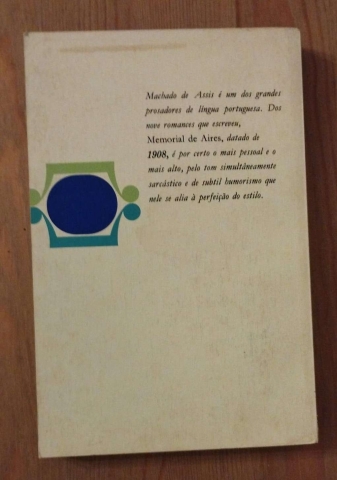 Machado de Assis é um dos grandes
prosadores de língua portuguesa. Dos
nove romances que escreveu,
Memorial de Aires, datado de
1908, é por certo o mais pessoal e o
mais alto, pelo tom simultâneamente
sarcástico e de subtil humorismo que
nele se alia à perfeição do estilo.